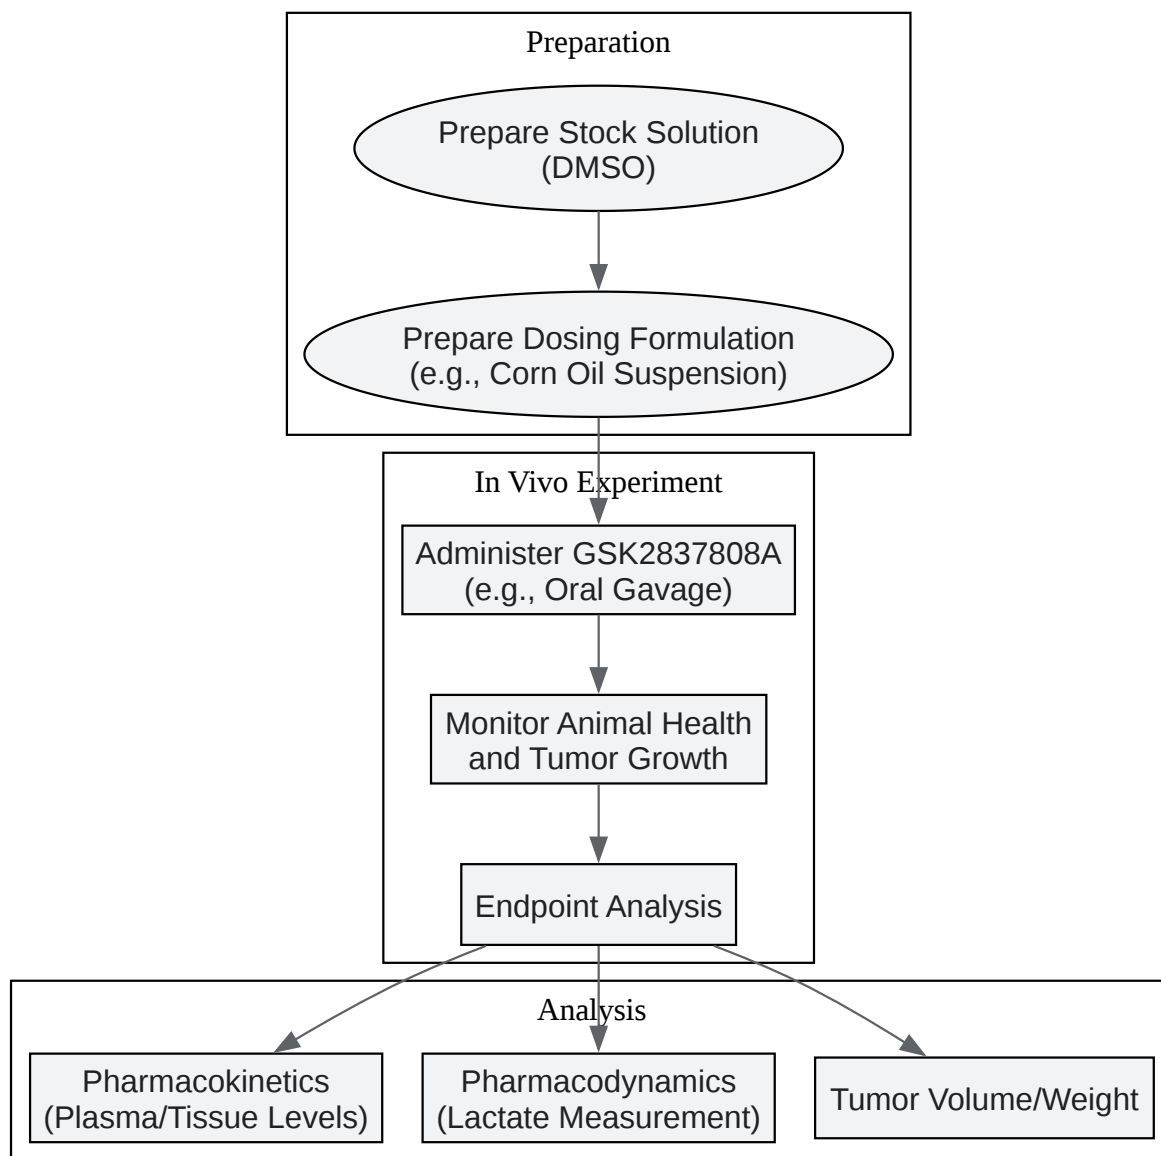 Preparation
Prepare Stock Solution
(DMSO)
Prepare Dosing Formulation
(e.g., Corn Oil Suspension)
In Vivo Experiment
Administer GSK2837808A
(e.g., Oral Gavage)
Monitor Animal Health
and Tumor Growth
Endpoint Analysis
Analysis
Pharmacokinetics
(Plasma/Tissue Levels)
Pharmacodynamics
(Lactate Measurement)
Tumor Volume/Weight